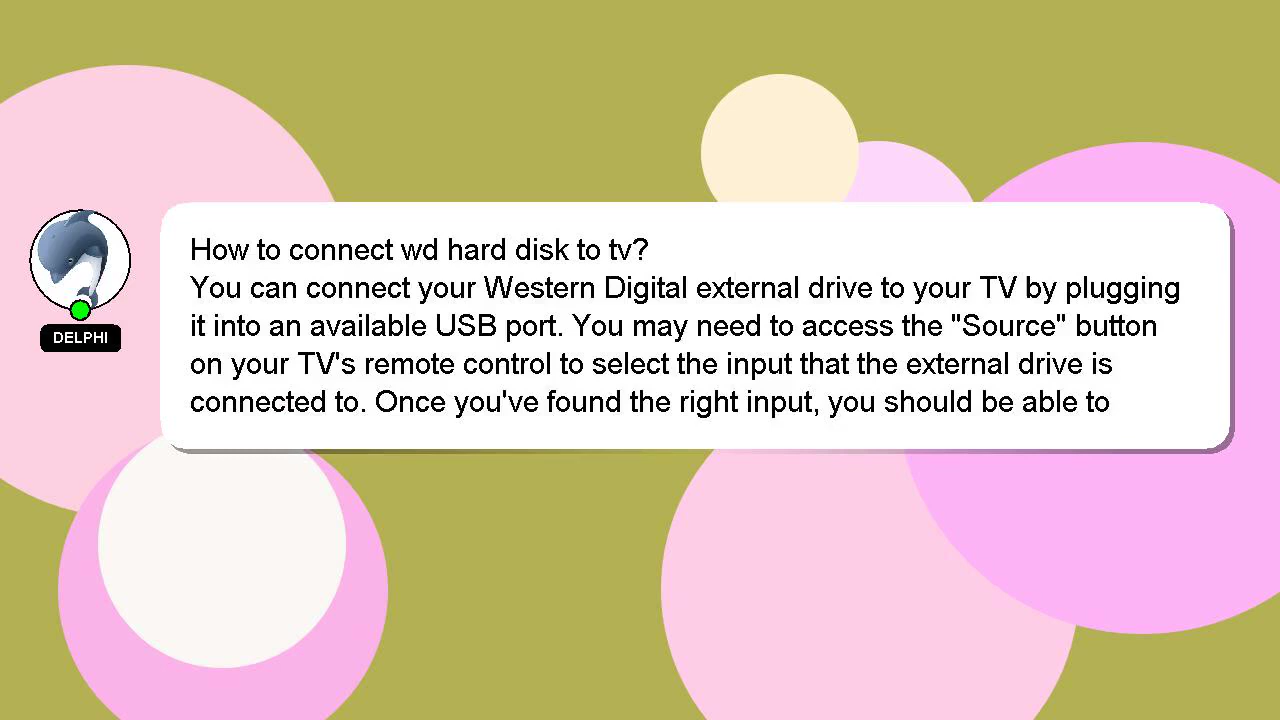 How to connect wd hard disk to tv?
You can connect your Western Digital external drive to your TV by plugging
it into an available USB port. You may need to access the "Source" button
on your TV's remote control to select the input that the external drive is
connected to. Once you've found the right input, you should be able to
DELPHI